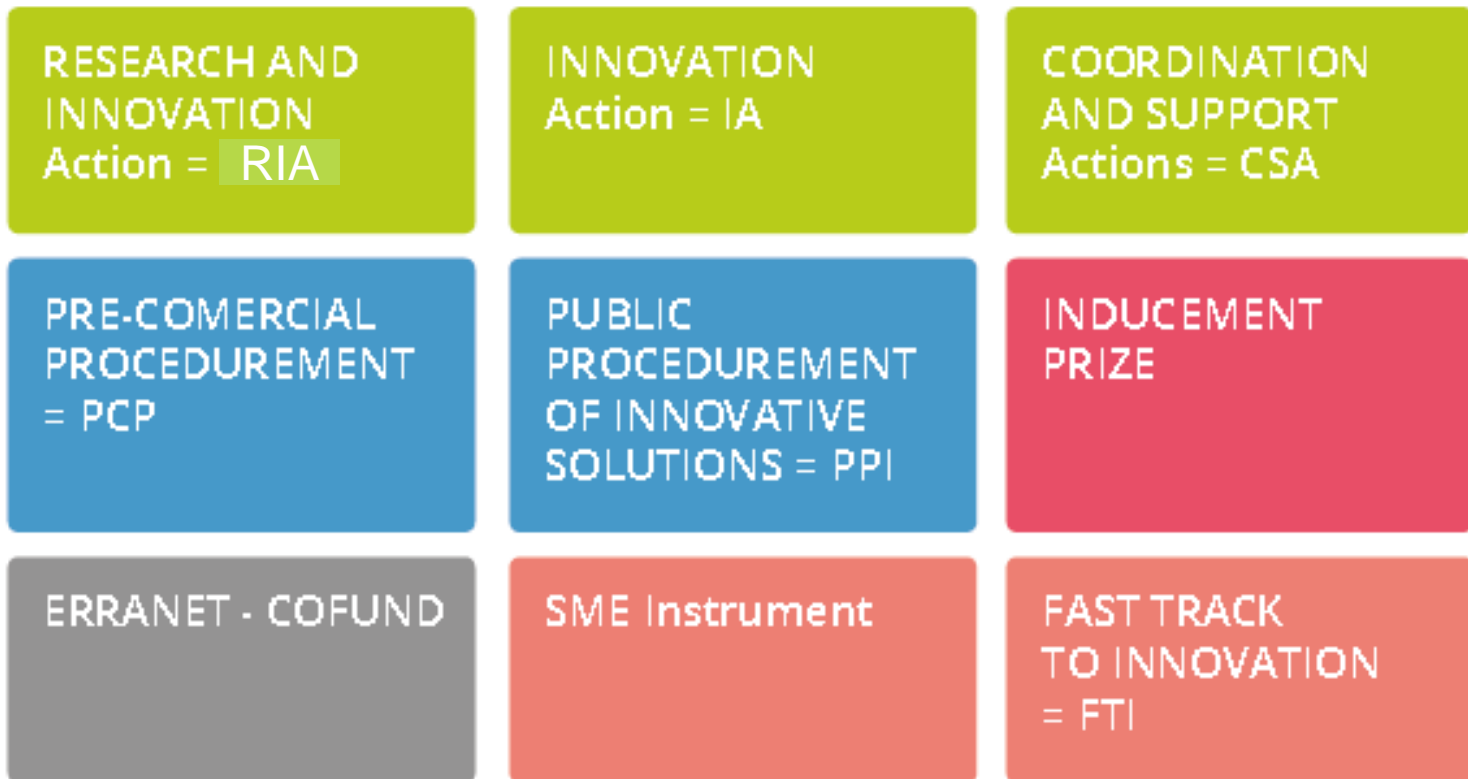 RESEARCH AND
INNOVATION
Action = RIA
INNOVATION
Action = IA
COORDINATION
AND SUPPORT
Actions = CSA
PRE-COMERCIAL
PROCEDUREMENT
= PCP
PUBLIC
PROCEDUREMENT
OF INNOVATIVE
SOLUTIONS = PPI
INDUCEMENT
PRIZE
ERRANET - COFUND
SME Instrument
FAST TRACK
TO INNOVATION
= FTI